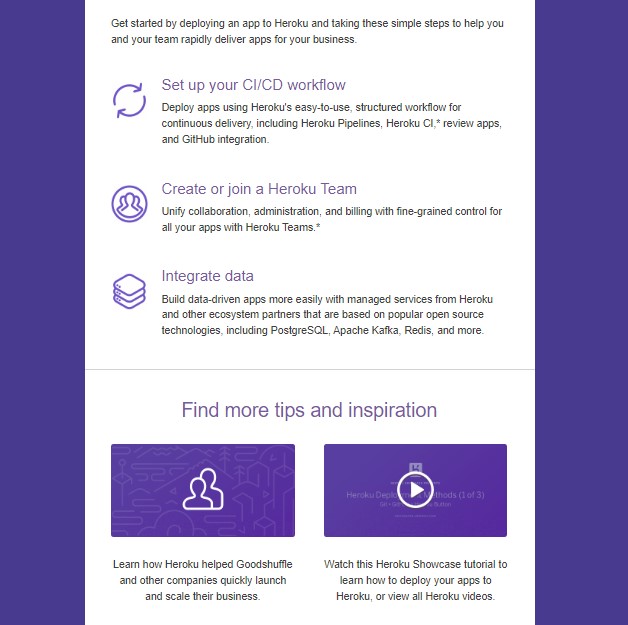 Get started by deploying an app to Heroku and taking these simple steps to help you
and your team rapidly deliver apps for your business.
Set up your CI/CD workflow
Deploy apps using Heroku's easy-to-use, structured workflow for
continuous delivery, including Heroku Pipelines, Heroku CI,* review apps,
and GitHub integration.
Create or join a Heroku Team
Unify collaboration, administration, and billing with fine-grained control for
all your apps with Heroku Teams.*
Integrate data
Build data-driven apps more easily with managed services from Heroku
and other ecosystem partners that are based on popular open source
technologies, including PostgreSQL, Apache Kafka, Redis, and more.
Find more tips and inspiration
Heroku Deployment Methods (1 of 3)
Button
Learn how Heroku helped Goodshuffle
and other companies quickly launch
and scale their business.
Watch this Heroku Showcase tutorial to
learn how to deploy your apps to
Heroku, or view all Heroku videos.